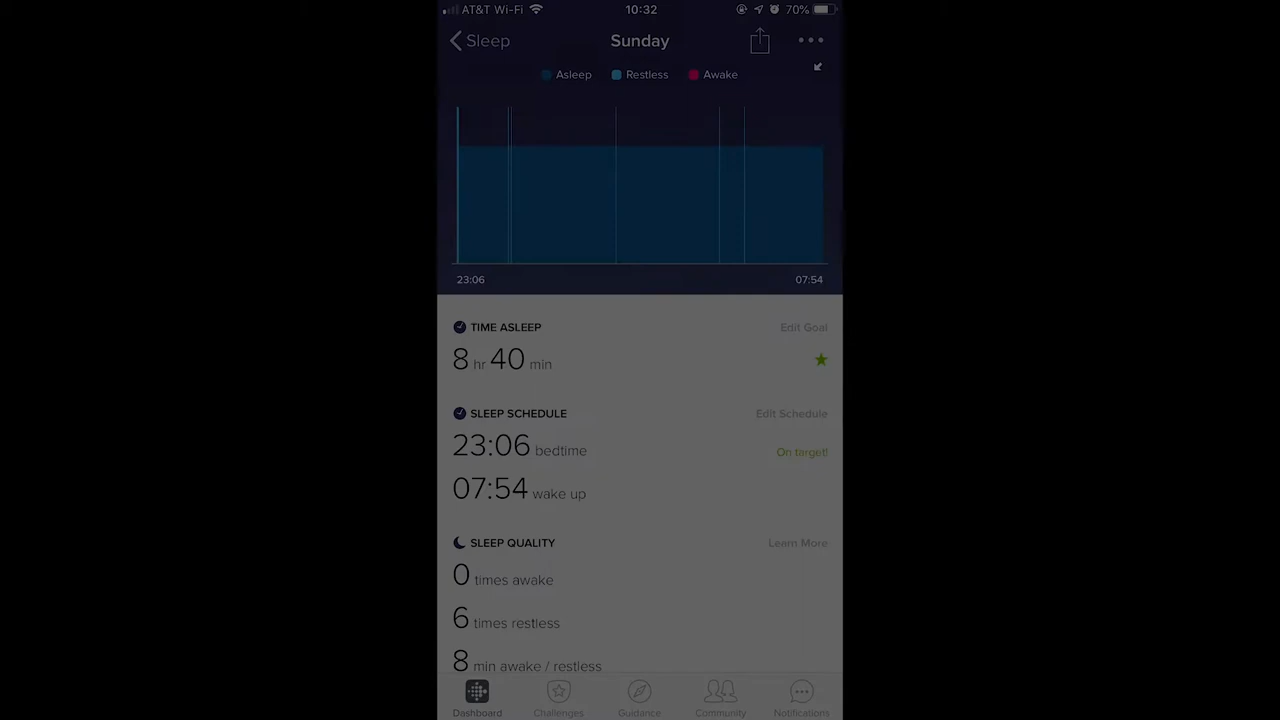 AT&T Wi-Fi 10:32 70%
Sleep Sunday
Asleep Restless Awake
23:06 07:54
TIME ASLEEP Edit Goal
8 hr 40 min
SLEEP SCHEDULE Edit Schedule
23:06 bedtime On target!
07:54 wake up
SLEEP QUALITY Learn More
0 times awake
6 times restless
8 min awake / restless
Dashboard Challenges Guidance Community Notifications